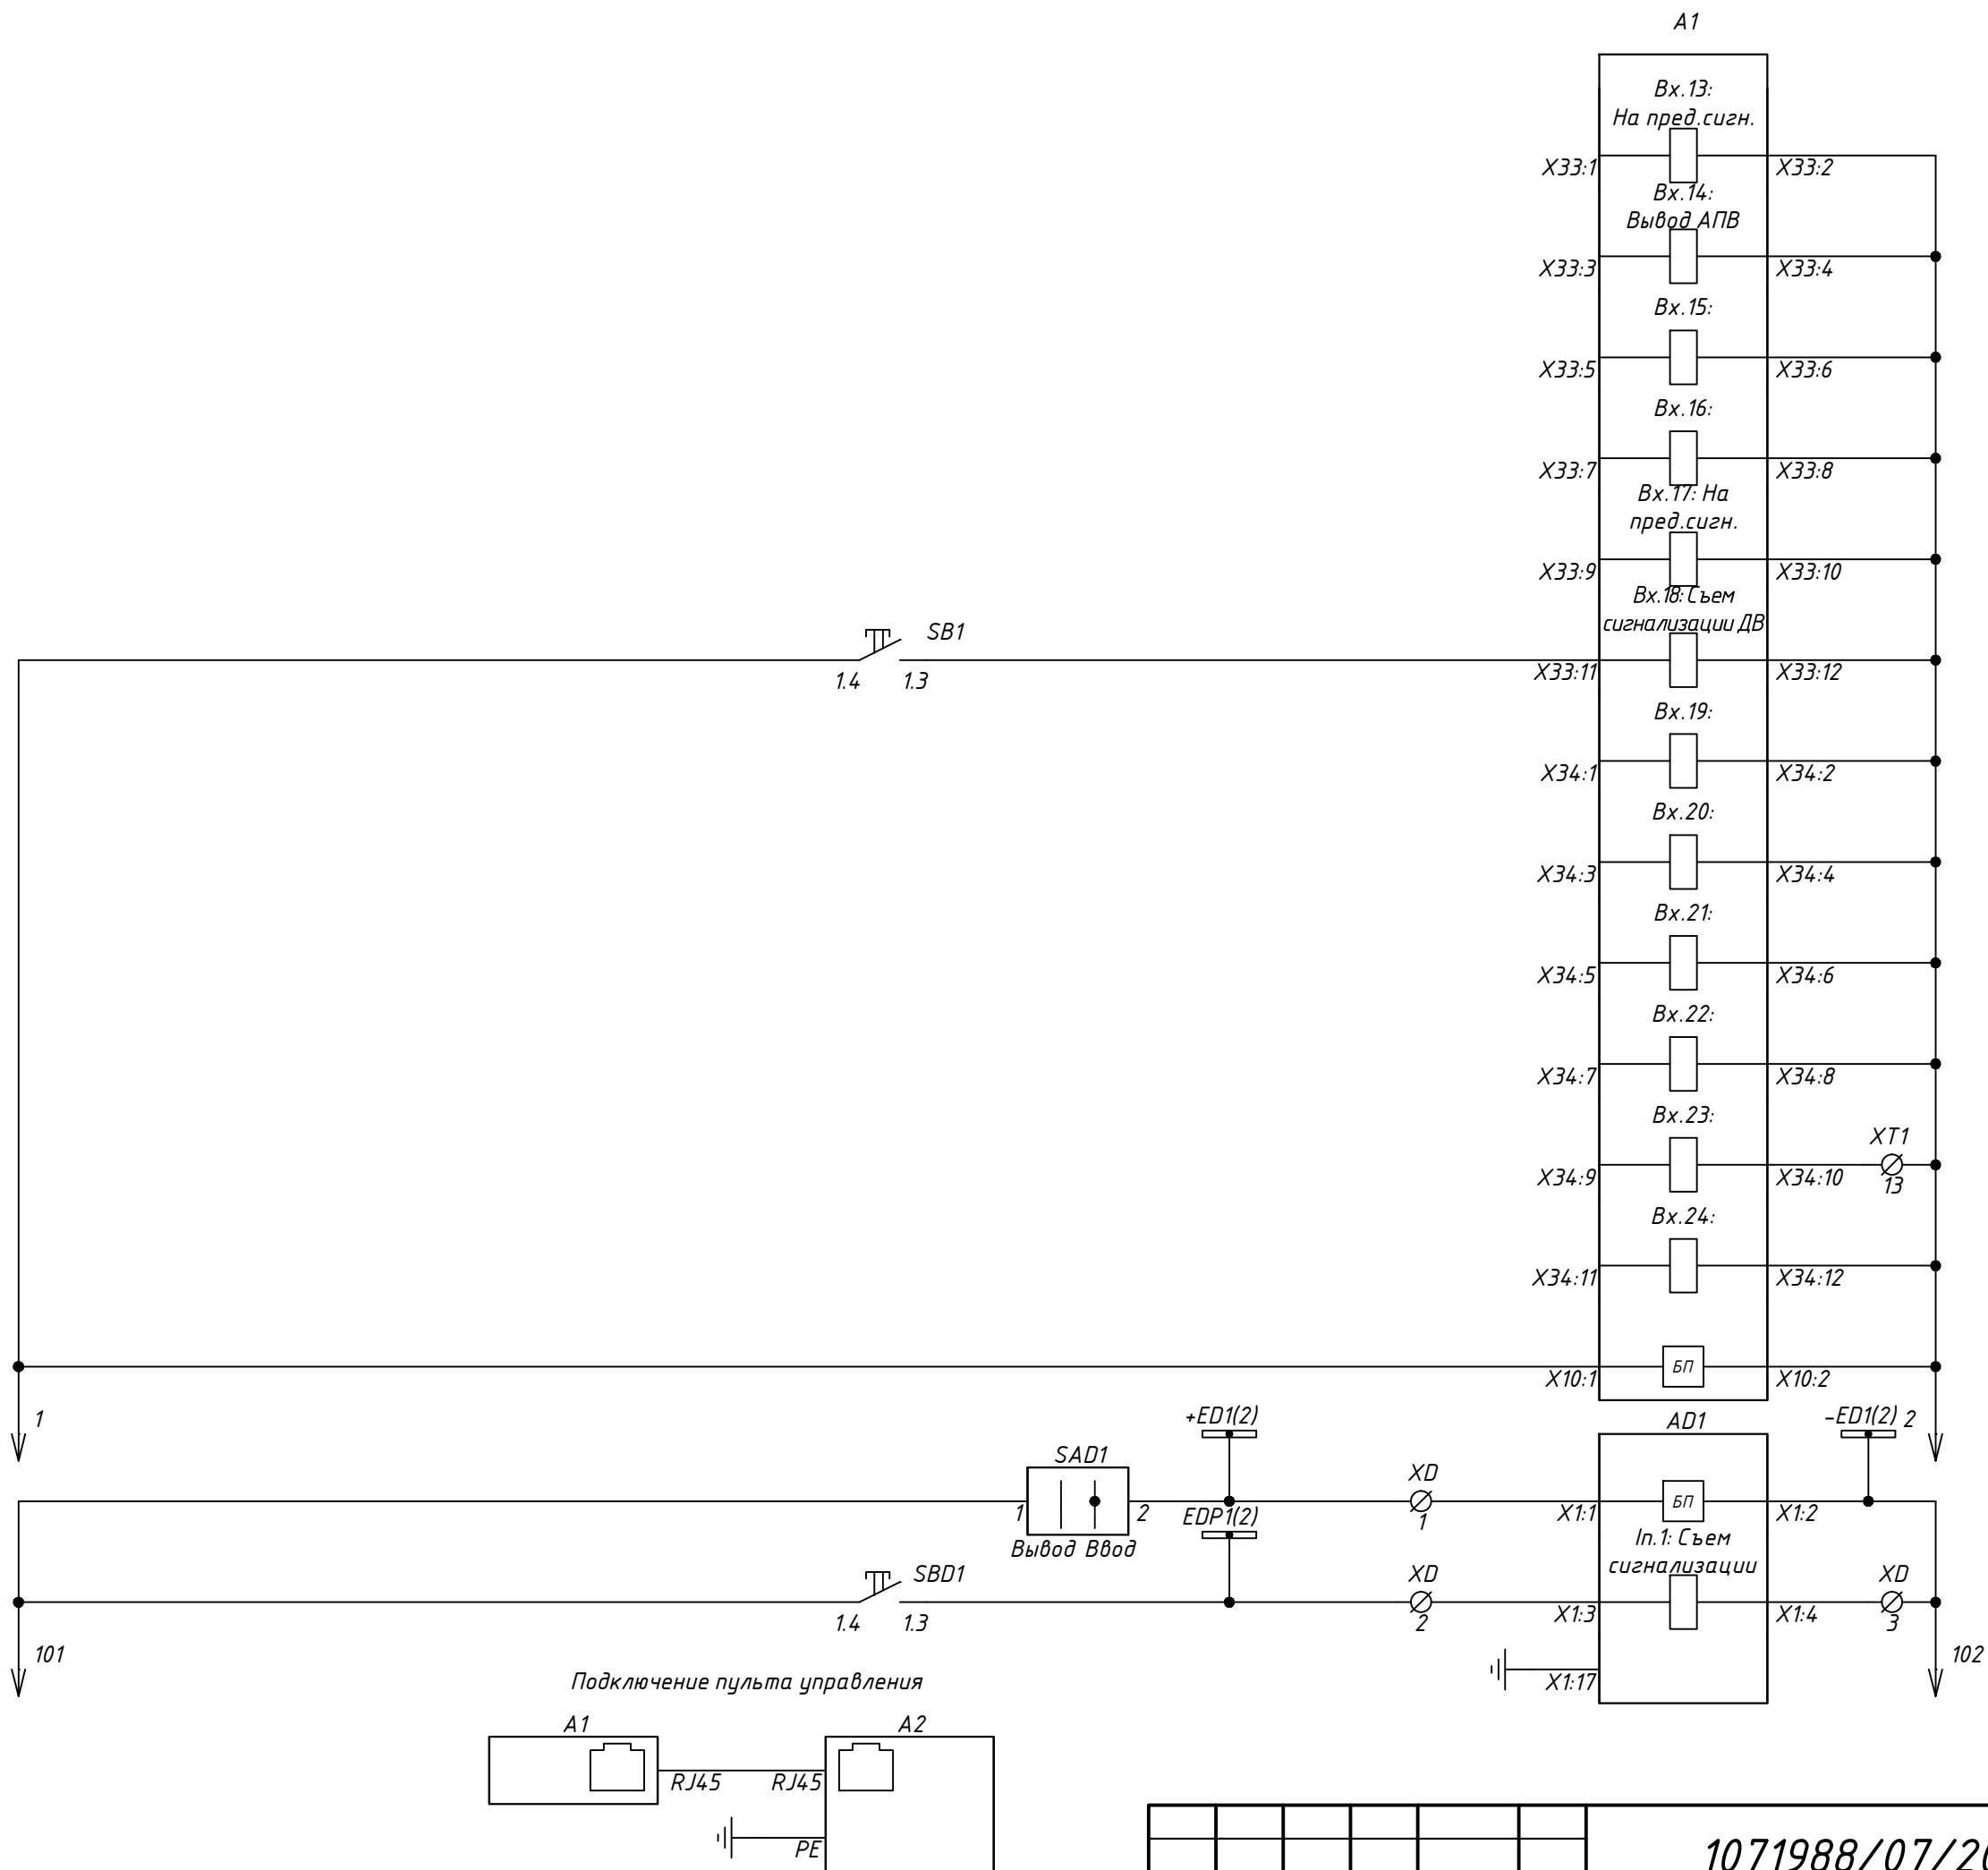 A1
Вх.13:
На пред.сигн.
X33:1
X33:2
Вх.14:
Вывод АПВ
X33:3
X33:4
Вх.15:
X33:5
X33:6
Вх.16:
X33:7
X33:8
Вх.17: На
пред.сигн.
X33:9
X33:10
Вх.18: Съем
сигнализации ДВ
SB1
1.4
1.3
X33:11
X33:12
Вх.19:
X34:1
X34:2
Вх.20:
X34:3
X34:4
Вх.21:
X34:5
X34:6
Вх.22:
X34:7
X34:8
Вх.23:
XT1
X34:9
X34:10
13
Вх.24:
X34:11
X34:12
БП
X10:1
X10:2
1
+ED1(2)
AD1
-ED1(2)
2
SAD1
XD
1
2
1
X1:1
БП
X1:2
Вывод Ввод
EDP1(2)
In.1: Съем
сигнализации
SBD1
XD
XD
1.4
1.3
2
X1:3
X1:4
3
101
102
X1:17
Подключение пульта управления
A1
A2
RJ45
RJ45
PE